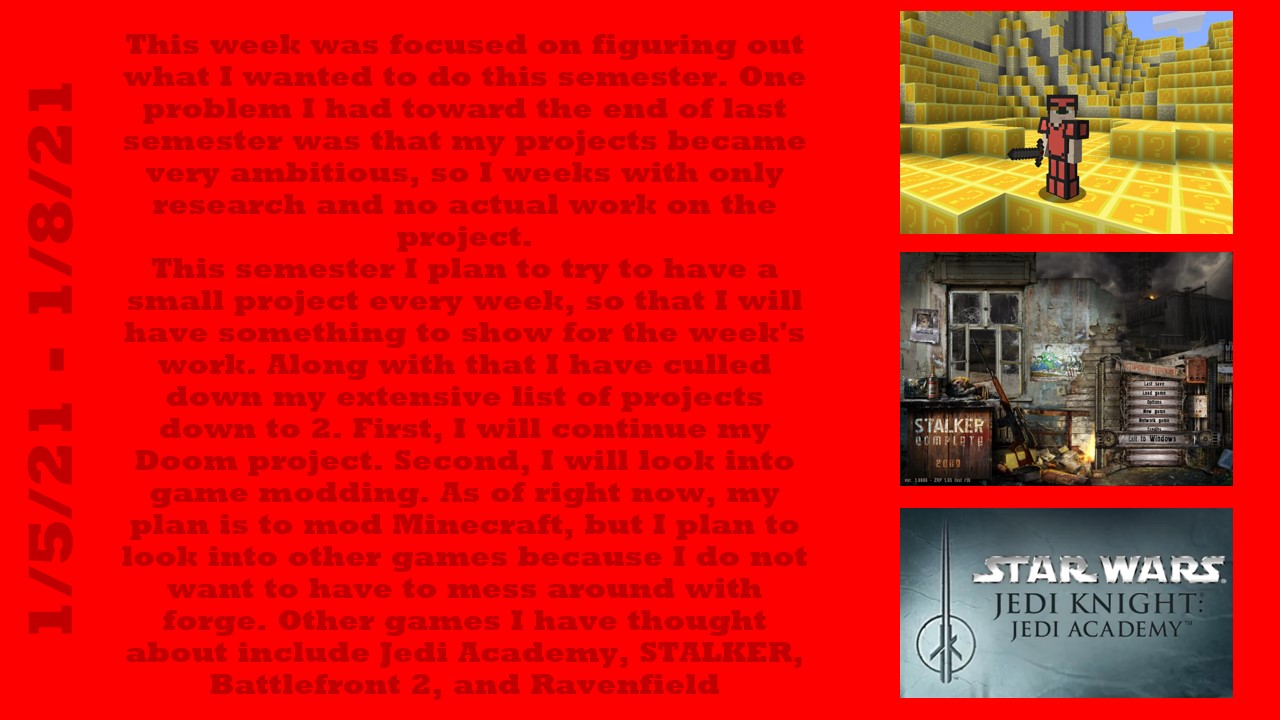 1/5/21 - 1/8/21
This week was focused on figuring out
what I wanted to do this semester. One
problem I had toward the end of last
semester was that my projects became
very ambitious, so I weeks with only
research and no actual work on the
project.
This semester I plan to try to have a
small project every week, so that I will
have something to show for the week's
work. Along with that I have culled
down my extensive list of projects
down to 2. First, I will continue my
Doom project. Second, I will look into
game modding. As of right now, my
plan is to mod Minecraft, but I plan to
look into other games because I do not
want to have to mess around with
forge. Other games I have thought
about include Jedi Academy, STALKER,
Battlefront 2, and Ravenfield
STALKER
COMPLETE
2009
Last save
Load game
Options
New game
Network game
Credits
Exit to Windows
STAR WARS
JEDI KNIGHT:
JEDI ACADEMY™